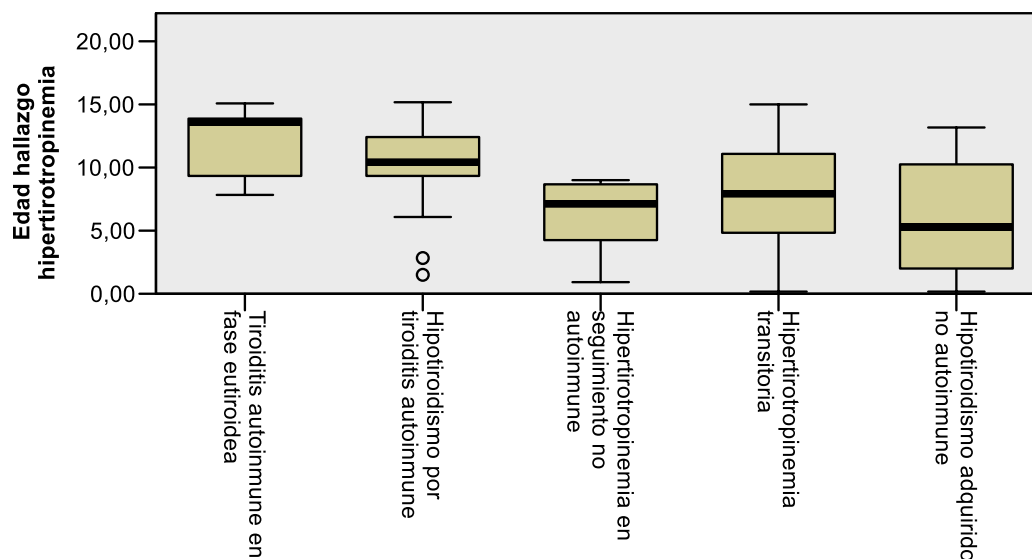 Edad hallazgo
hipertirotropinemia
20,00
15,00
10,00
5,00
0,00
Tiroiditis autoinmune en
fase eutiroidea
Hipotiroidismo por
tiroiditis autoinmune
Hipertirotropinemia en
seguimiento no
autoinmune
Hipertirotropinemia
transitoria
Hipotiroidismo adquirido
no autoinmune